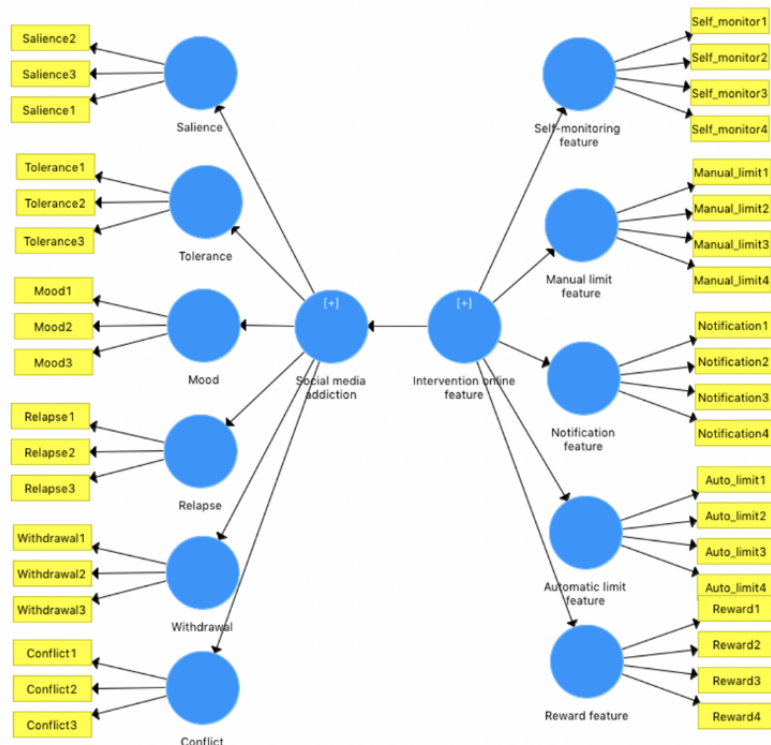 Salience2
Salience3
Salience1
Salience
Tolerance1
Tolerance2
Tolerance3
Tolerance
Mood1
Mood2
Mood3
Mood
Relapse1
Relapse2
Relapse3
Relapse
Withdrawal1
Withdrawal2
Withdrawal3
Withdrawal
Conflict1
Conflict2
Conflict3
Conflict
[+]
Social media
addiction
[+]
Intervention online
feature
Self_monitor1
Self_monitor2
Self_monitor3
Self_monitor4
Self-monitoring
feature
Manual_limit1
Manual_limit2
Manual_limit3
Manual_limit4
Manual limit
feature
Notification1
Notification2
Notification3
Notification4
Notification
feature
Auto_limit1
Auto_limit2
Auto_limit3
Auto_limit4
Automatic limit
feature
Reward1
Reward2
Reward3
Reward4
Reward feature